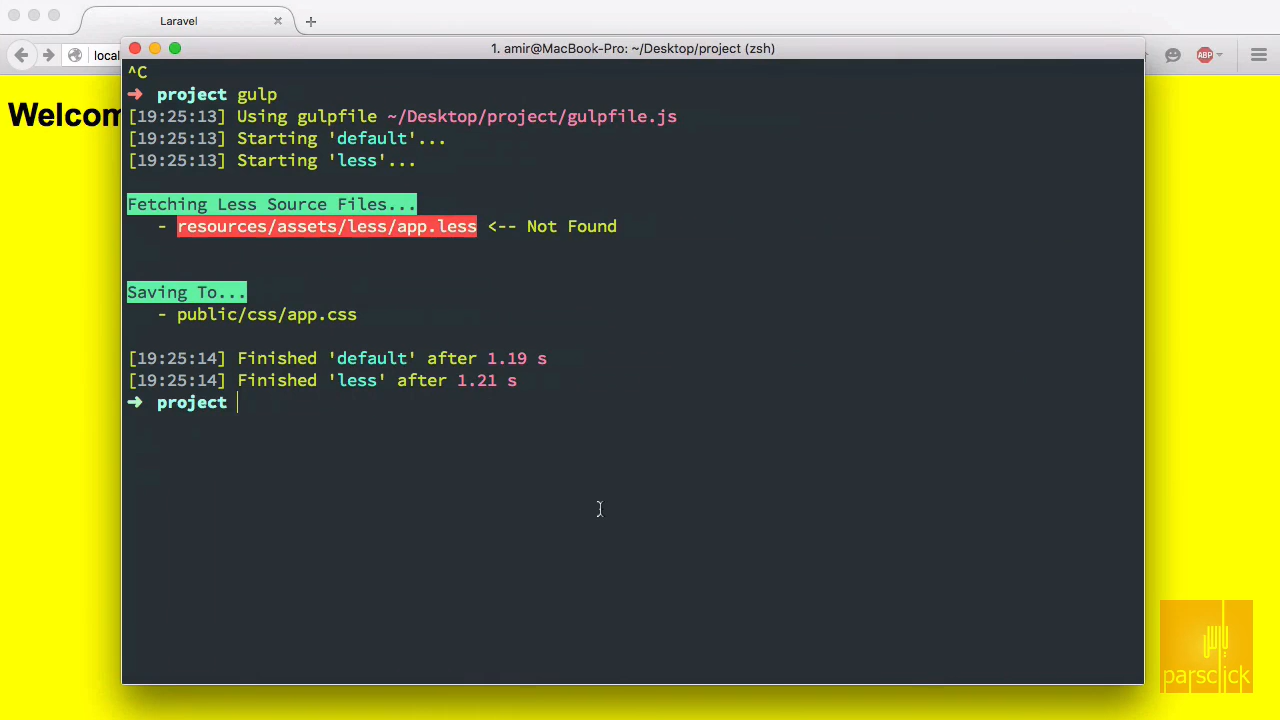 Laravel
1. amir@MacBook-Pro: ~/Desktop/project (zsh)
local
ABP
Welcom
^C
➜ project gulp
[19:25:13] Using gulpfile ~/Desktop/project/gulpfile.js
[19:25:13] Starting 'default'...
[19:25:13] Starting 'less'...
Fetching Less Source Files...
- resources/assets/less/app.less <-- Not Found
Saving To...
- public/css/app.css
[19:25:14] Finished 'default' after 1.19 s
[19:25:14] Finished 'less' after 1.21 s
➜ project
parsclick